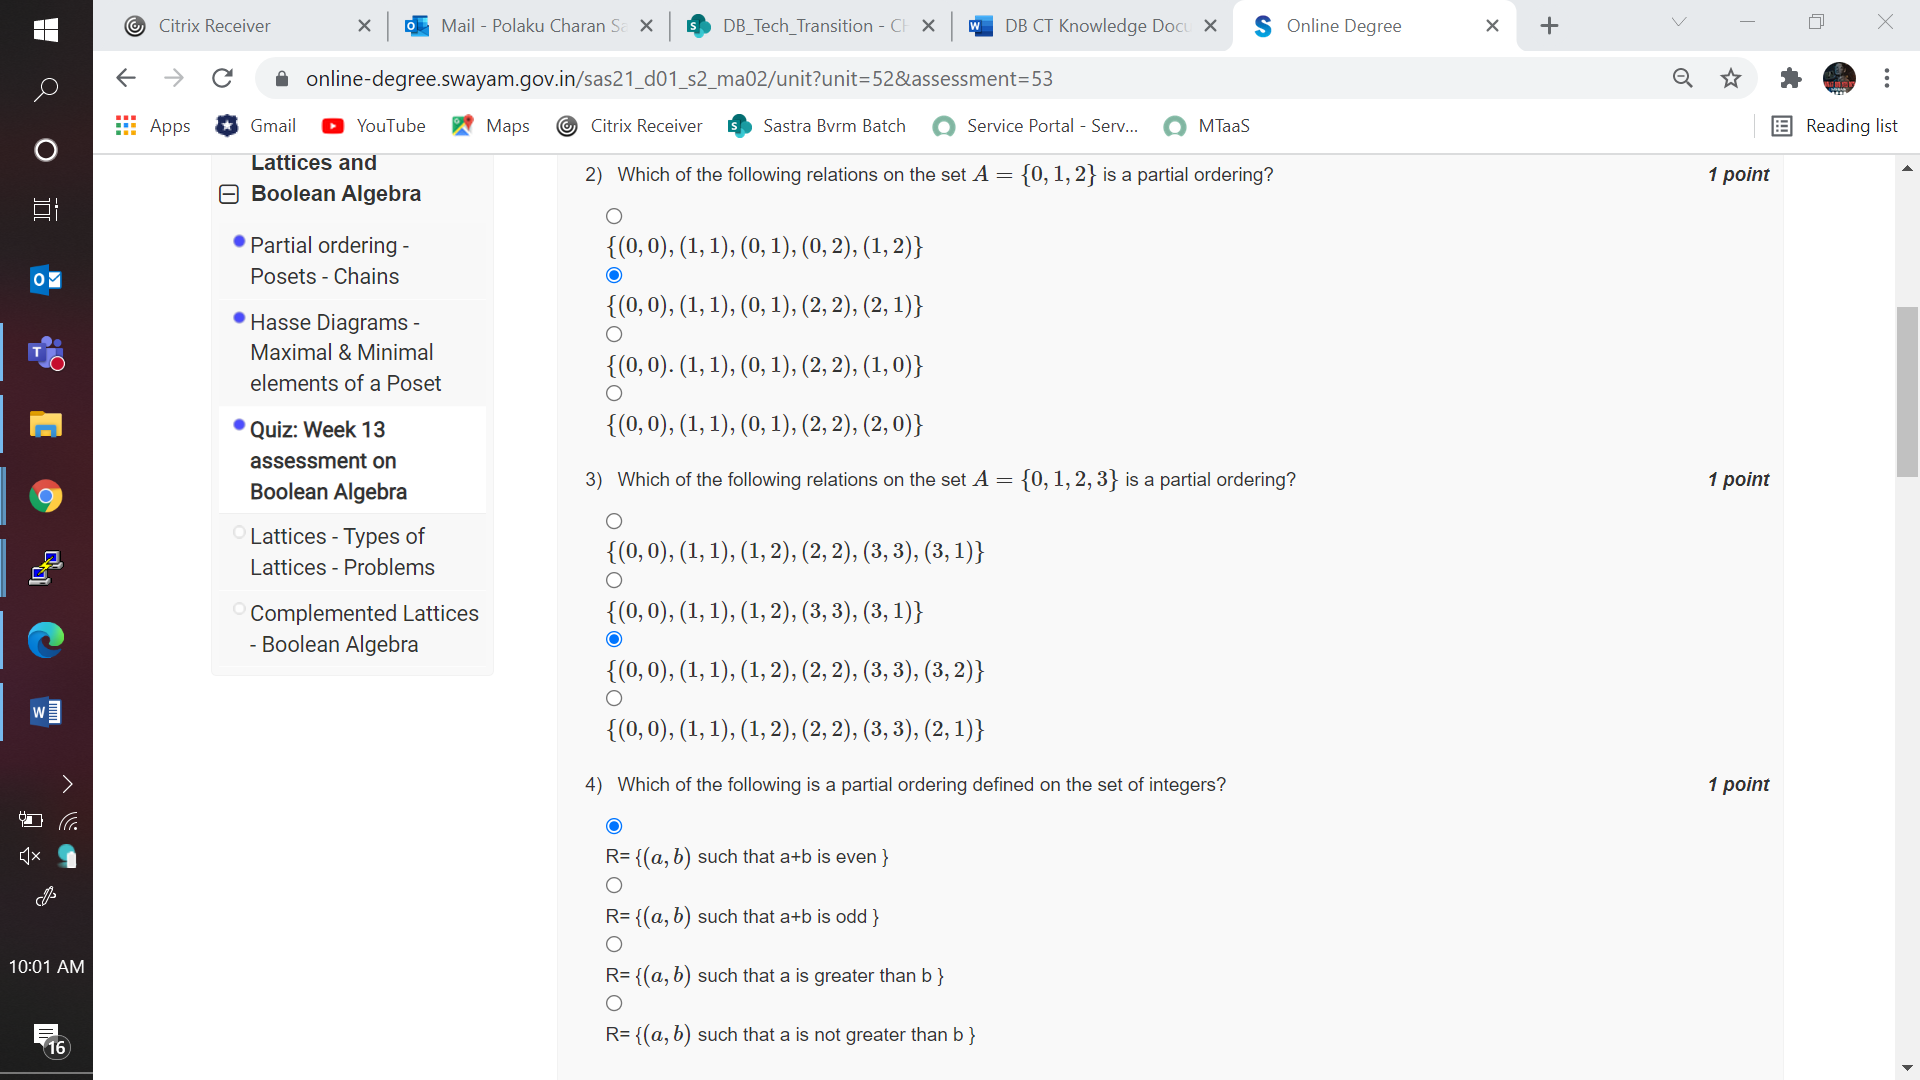 Citrix Receiver
Mail - Polaku Charan Sa
DB_Tech_Transition - Ch
DB CT Knowledge Docu
Online Degree
online-degree.swayam.gov.in/sas21_d01_s2_ma02/unit?unit=52&assessment=53
Apps
Gmail
YouTube
Maps
Citrix Receiver
Sastra Bvrm Batch
Service Portal - Serv...
MTaaS
Reading list
Lattices and
Boolean Algebra
Partial ordering -
Posets - Chains
Hasse Diagrams -
Maximal & Minimal
elements of a Poset
Quiz: Week 13
assessment on
Boolean Algebra
Lattices - Types of
Lattices - Problems
Complemented Lattices
- Boolean Algebra
2) Which of the following relations on the set A = {0, 1, 2} is a partial ordering? 1 point
{(0, 0), (1, 1), (0, 1), (0, 2), (1, 2)}
{(0, 0), (1, 1), (0, 1), (2, 2), (2, 1)}
{(0, 0). (1, 1), (0, 1), (2, 2), (1, 0)}
{(0, 0), (1, 1), (0, 1), (2, 2), (2, 0)}
3) Which of the following relations on the set A = {0, 1, 2, 3} is a partial ordering? 1 point
{(0, 0), (1, 1), (1, 2), (2, 2), (3, 3), (3, 1)}
{(0, 0), (1, 1), (1, 2), (3, 3), (3, 1)}
{(0, 0), (1, 1), (1, 2), (2, 2), (3, 3), (3, 2)}
{(0, 0), (1, 1), (1, 2), (2, 2), (3, 3), (2, 1)}
4) Which of the following is a partial ordering defined on the set of integers? 1 point
R= {(a, b) such that a+b is even }
R= {(a, b) such that a+b is odd }
R= {(a, b) such that a is greater than b }
R= {(a, b) such that a is not greater than b }
10:01 AM
16